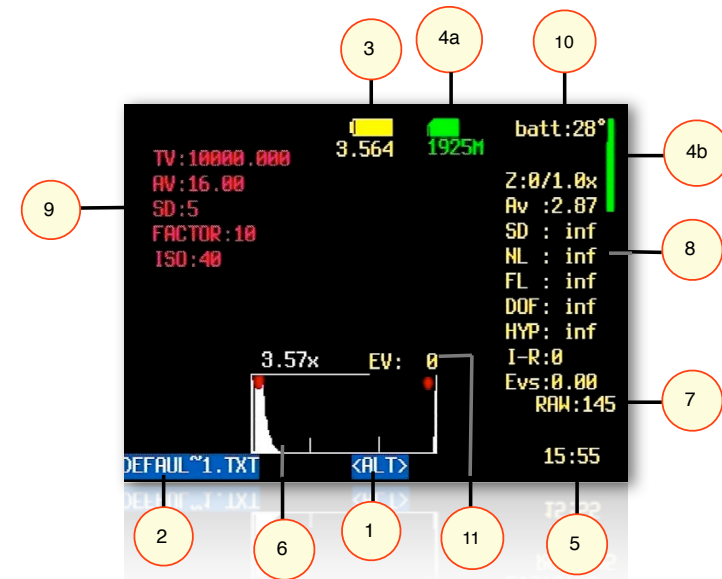 3
4a
10
batt:28°
3.564
1925M
4b
TV:10000.000
AV:16.00
SD:5
FACTOR:10
ISO:40
9
Z:0/1.0x
Av :2.87
SD : inf
NL : inf
FL : inf
DOF: inf
HYP: inf
I-R:0
Evs:0.00
RAW:145
8
3.57x
EV: 0
7
DEFAUL~1.TXT
<ALT>
15:55
2
6
1
11
5